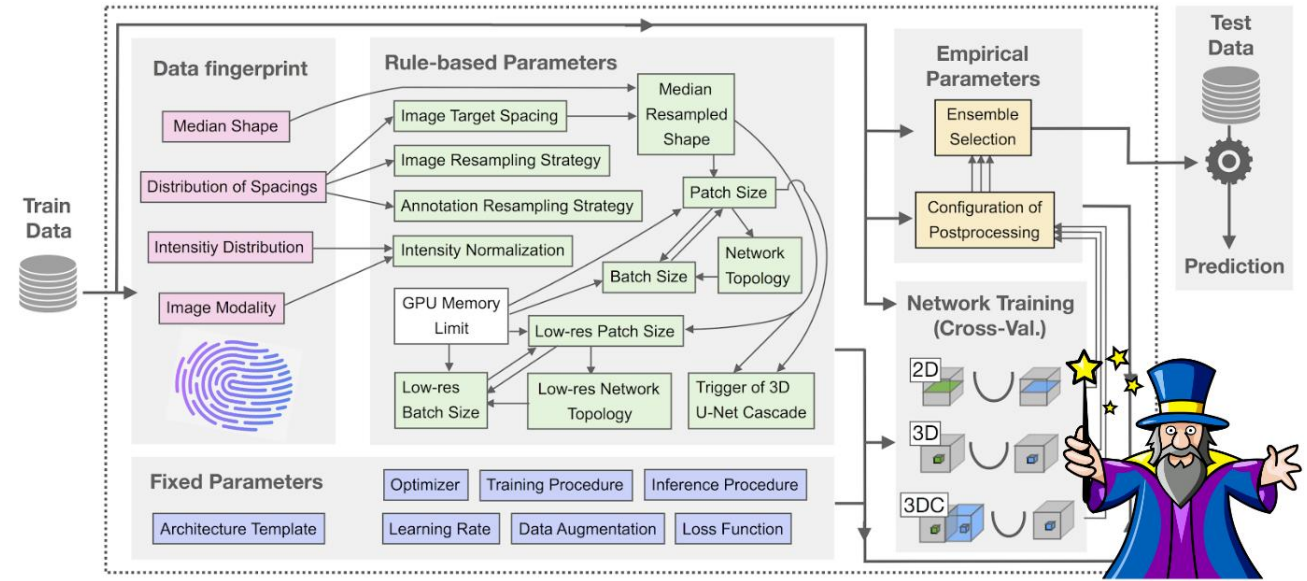 Train
Data
Data fingerprint
Median Shape
Distribution of Spacings
Intensitiy Distribution
Image Modality
Rule-based Parameters
Image Target Spacing
Image Resampling Strategy
Annotation Resampling Strategy
Intensity Normalization
Median
Resampled
Shape
Patch Size
Network
Topology
Batch Size
GPU Memory
Limit
Low-res Patch Size
Low-res
Batch Size
Low-res Network
Topology
Trigger of 3D
U-Net Cascade
Fixed Parameters
Optimizer
Training Procedure
Inference Procedure
Architecture Template
Learning Rate
Data Augmentation
Loss Function
Empirical
Parameters
Ensemble
Selection
Configuration of
Postprocessing
Network Training
(Cross-Val.)
2D
3D
3DC
Test
Data
Prediction